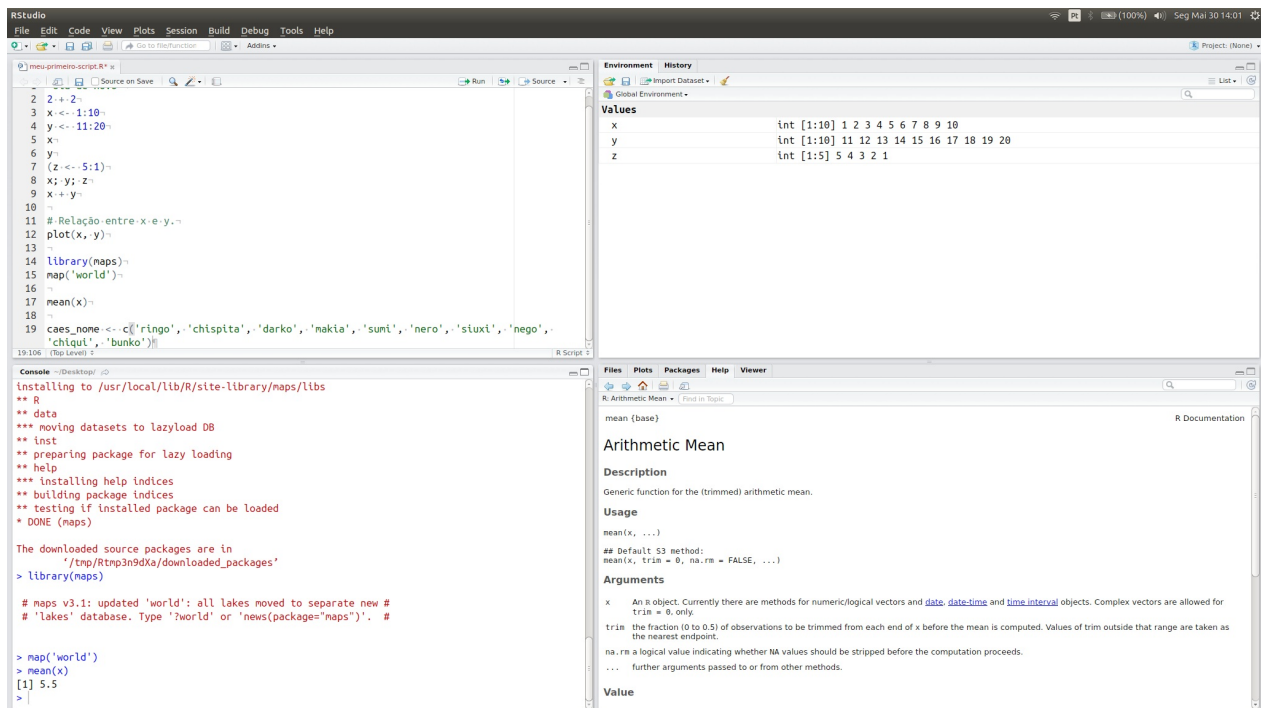 RStudio
Pt (100%) Seg Mai 30 14:01
File Edit Code View Plots Session Build Debug Tools Help
Go to file/function Addins Project: (None)
meu-primeiro-script.R* x
Source on Save Run Source
2 2 + 2
3 x <- 1:10
4 y <- 11:20
5 x
6 y
7 (z <- 5:1)
8 x; y; z
9 x + y
10
11 # Relação entre x e y.
12 plot(x, y)
13
14 library(maps)
15 map('world')
16
17 mean(x)
18
19 caes_nome <- c('ringo', 'chispita', 'darko', 'makia', 'sumi', 'nero', 'siuxi', 'nego',
'chiqui', 'bunko')
19:106 (Top Level) R Script
Console ~/Desktop/
installing to /usr/local/lib/R/site-library/maps/libs
** R
** data
*** moving datasets to lazyload DB
** inst
** preparing package for lazy loading
** help
*** installing help indices
** building package indices
** testing if installed package can be loaded
* DONE (maps)
The downloaded source packages are in
‘/tmp/Rtmp3n9dXa/downloaded_packages’
> library(maps)
# maps v3.1: updated 'world': all lakes moved to separate new #
# 'lakes' database. Type '?world' or 'news(package="maps")'. #
> map('world')
> mean(x)
[1] 5.5
>
Environment History
Import Dataset List
Global Environment
Values
x int [1:10] 1 2 3 4 5 6 7 8 9 10
y int [1:10] 11 12 13 14 15 16 17 18 19 20
z int [1:5] 5 4 3 2 1
Files Plots Packages Help Viewer
R: Arithmetic Mean Find in Topic
mean {base} R Documentation
Arithmetic Mean
Description
Generic function for the (trimmed) arithmetic mean.
Usage
mean(x, ...)
## Default S3 method:
mean(x, trim = 0, na.rm = FALSE, ...)
Arguments
x An R object. Currently there are methods for numeric/logical vectors and date, date-time and time interval objects. Complex vectors are allowed for
trim = 0, only.
trim the fraction (0 to 0.5) of observations to be trimmed from each end of x before the mean is computed. Values of trim outside that range are taken as
the nearest endpoint.
na.rm a logical value indicating whether NA values should be stripped before the computation proceeds.
... further arguments passed to or from other methods.
Value